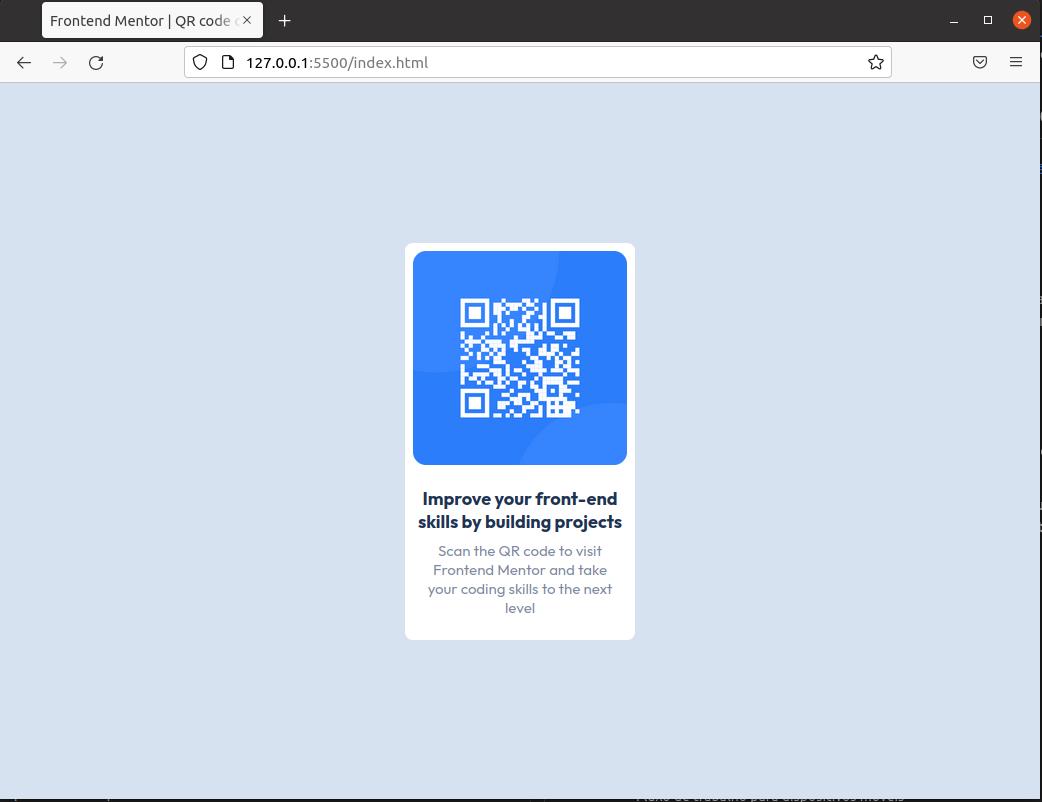 Frontend Mentor | QR code
127.0.0.1:5500/index.html
Improve your front-end
skills by building projects
Scan the QR code to visit
Frontend Mentor and take
your coding skills to the next
level